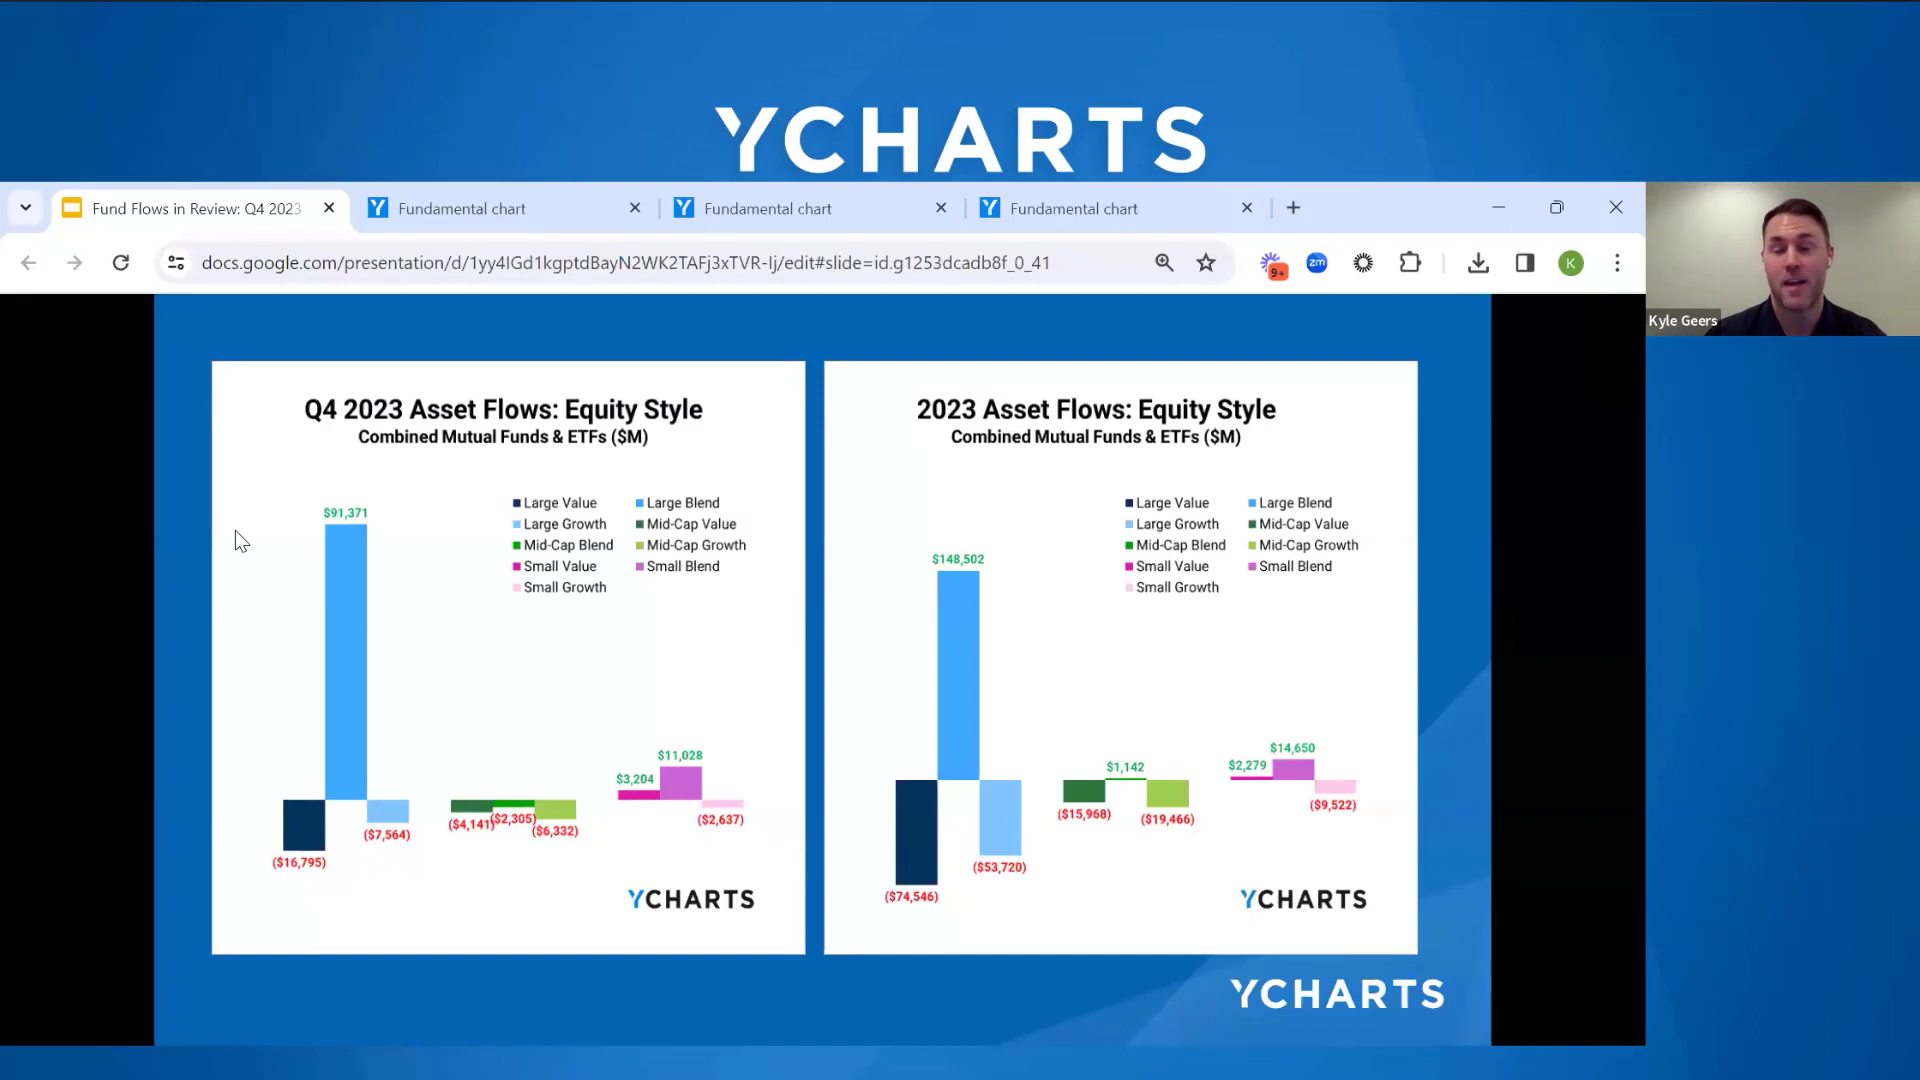 YCHARTS
Fund Flows in Review: Q4 2023
Fundamental chart
Fundamental chart
Fundamental chart
docs.google.com/presentation/d/1yy4IGd1kgptdBayN2WK2TAFj3xTVR-Ij/edit#slide=id.g1253dcadb8f_0_41
9+
zm
K
Kyle Geers
Q4 2023 Asset Flows: Equity Style
Combined Mutual Funds & ETFs ($M)
Large Value Large Blend
Large Growth Mid-Cap Value
Mid-Cap Blend Mid-Cap Growth
Small Value Small Blend
Small Growth
$91,371
$11,028
$3,204
($16,795)
($7,564)
($4,141)
($2,305)
($6,332)
($2,637)
YCHARTS
2023 Asset Flows: Equity Style
Combined Mutual Funds & ETFs ($M)
Large Value Large Blend
Large Growth Mid-Cap Value
Mid-Cap Blend Mid-Cap Growth
Small Value Small Blend
Small Growth
$148,502
$14,650
$1,142
$2,279
($74,546)
($53,720)
($15,968)
($19,466)
($9,522)
YCHARTS
YCHARTS